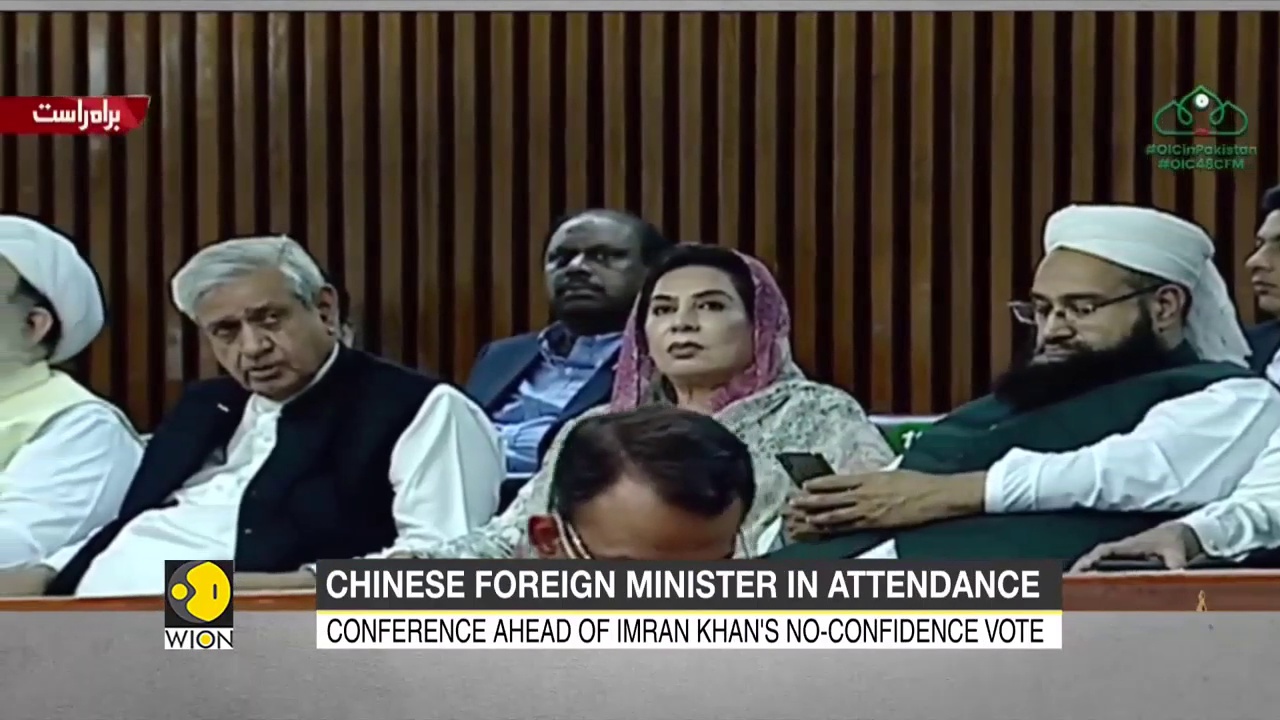 براہ راست
#OICinPakistan
#OIC48CFM
CHINESE FOREIGN MINISTER IN ATTENDANCE
CONFERENCE AHEAD OF IMRAN KHAN'S NO-CONFIDENCE VOTE
WION